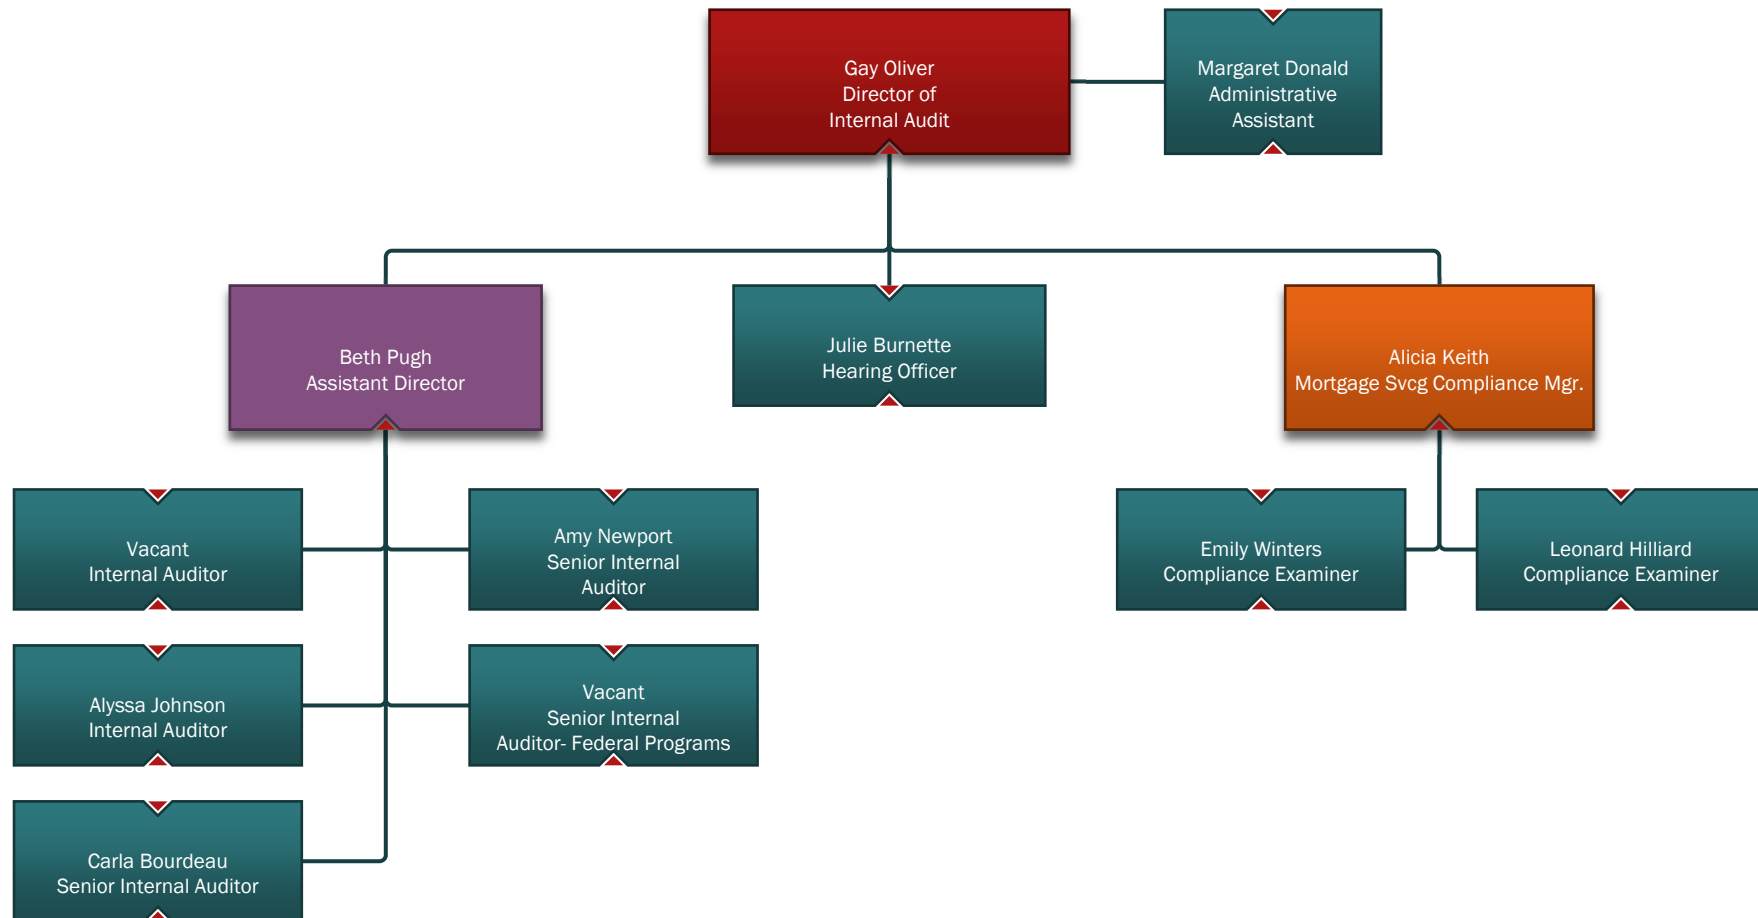 Gay Oliver
Director of
Internal Audit
Margaret Donald
Administrative
Assistant
Beth Pugh
Assistant Director
Julie Burnette
Hearing Officer
Alicia Keith
Mortgage Svcg Compliance Mgr.
Vacant
Internal Auditor
Amy Newport
Senior Internal
Auditor
Emily Winters
Compliance Examiner
Leonard Hilliard
Compliance Examiner
Alyssa Johnson
Internal Auditor
Vacant
Senior Internal
Auditor- Federal Programs
Carla Bourdeau
Senior Internal Auditor